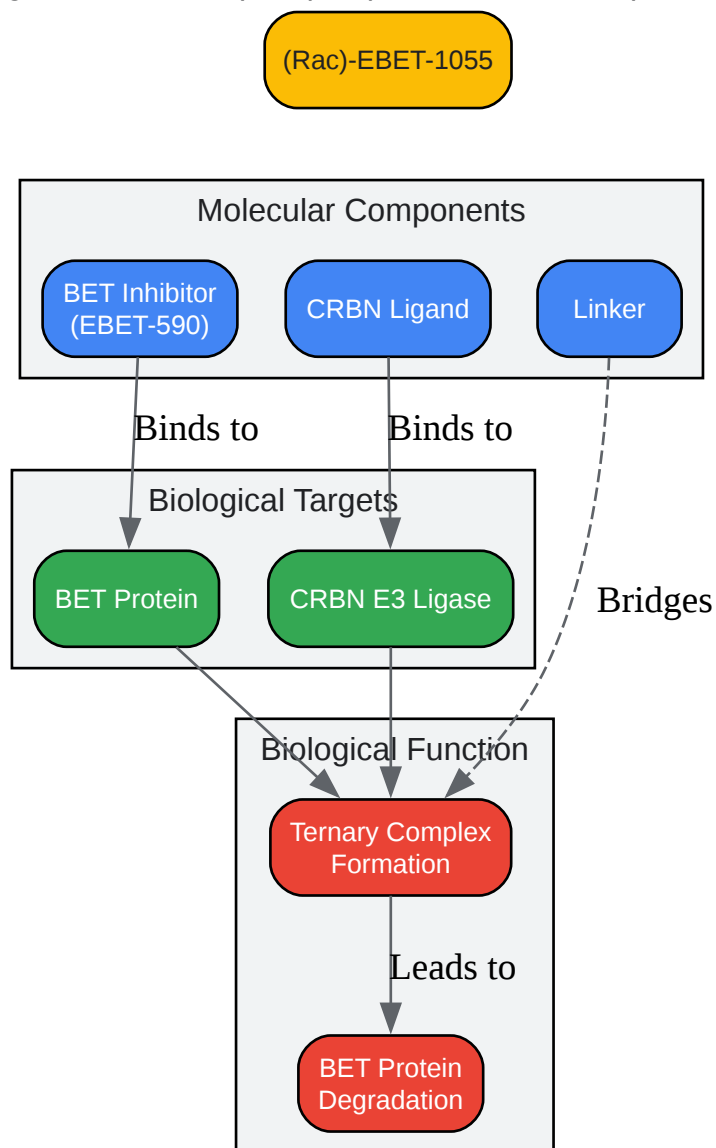 (Rac)-EBET-1055
Molecular Components
BET Inhibitor
(EBET-590)
CRBN Ligand
Linker
Binds to
Binds to
Biological Targets
BET Protein
CRBN E3 Ligase
Bridges
Biological Function
Ternary Complex
Formation
Leads to
BET Protein
Degradation